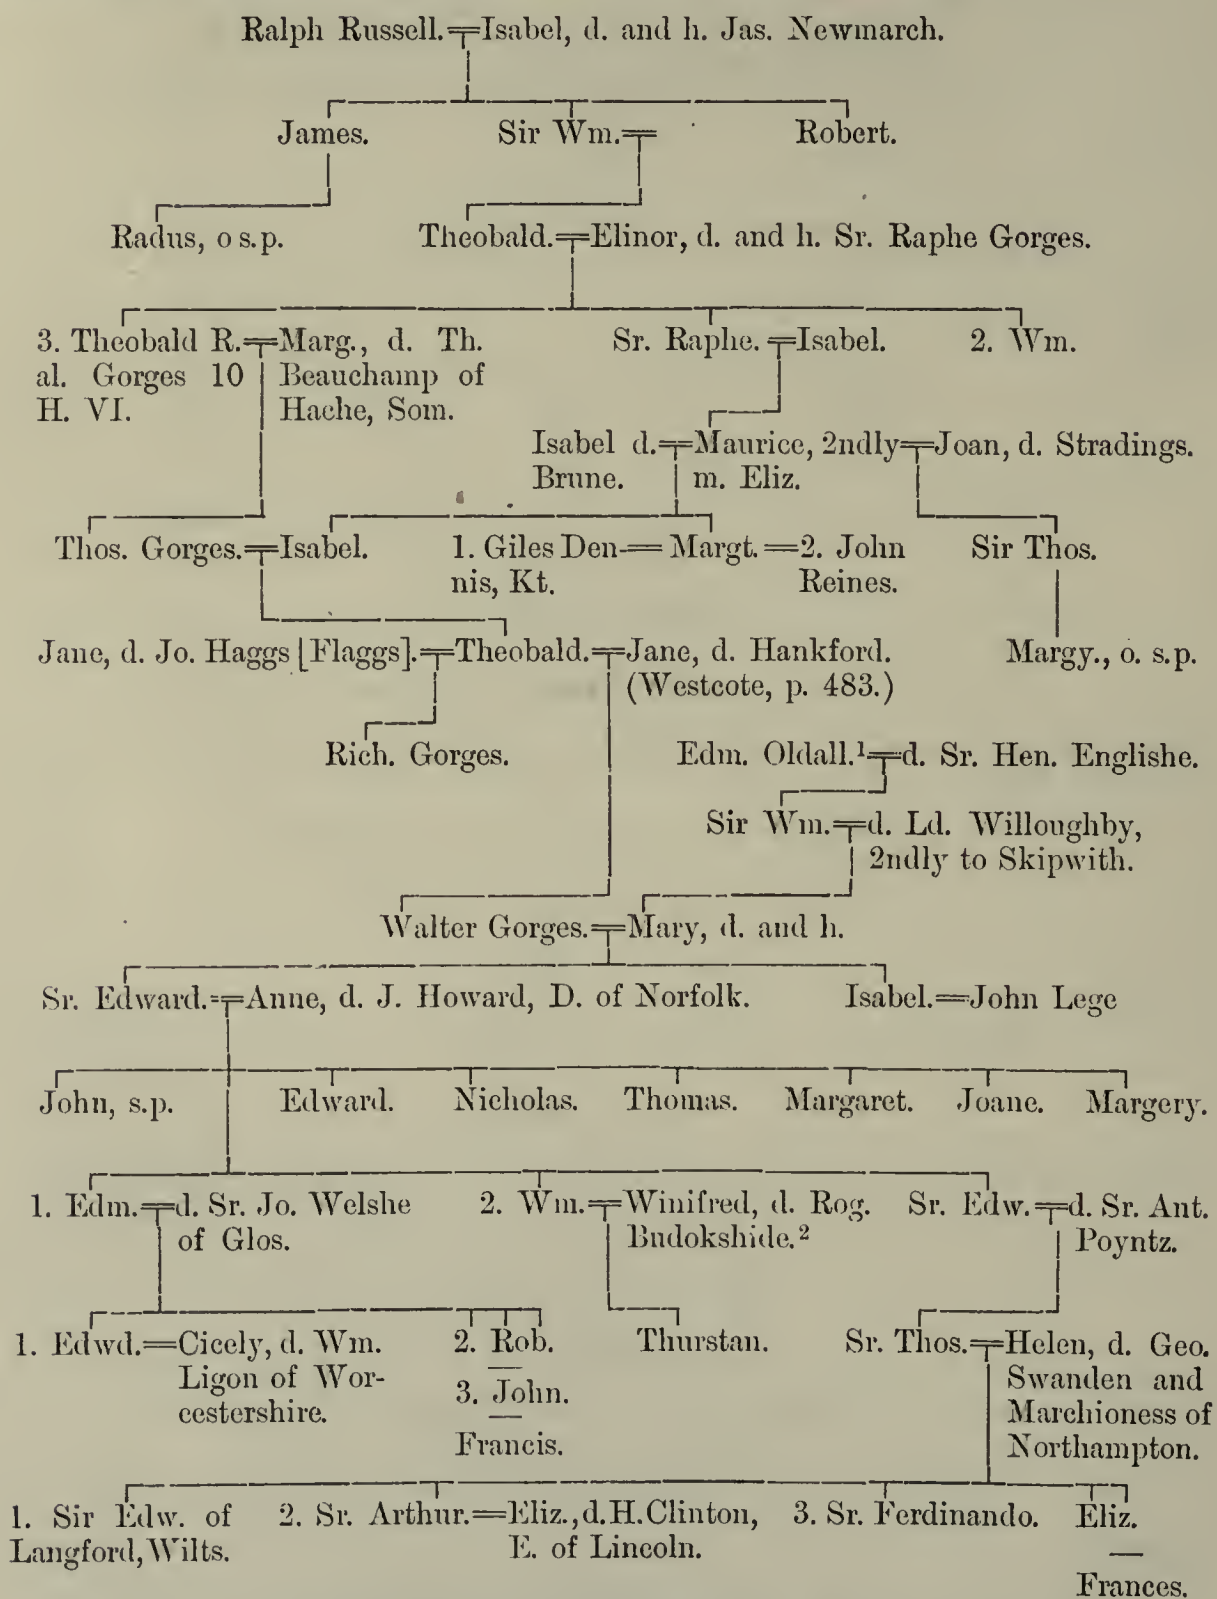 Ralph Russell. Isabel, d. and h. Jas. Newmarch.
James. Sir Wm. Robert.
Radus, o s.p. Theobald. Elinor, d. and h. Sr. Raphe Gorges.
3. Theobald R. Marg., d. Th. Sr. Raphe. Isabel. 2. Wm.
al. Gorges 10 Beauchamp of
H. VI. Hache, Som.
Isabel d. Maurice, 2ndly Joan, d. Stradings.
Brune. m. Eliz.
Thos. Gorges. Isabel. 1. Giles Den- Margt. 2. John Sir Thos.
nis, Kt. Reines.
Jane, d. Jo. Haggs [Flaggs]. Theobald. Jane, d. Hankford. Margy., o. s.p.
(Westcote, p. 483.)
Rich. Gorges. Edm. Oldall.¹ d. Sr. Hen. Englishe.
Sir Wm. d. Ld. Willoughby,
2ndly to Skipwith.
Walter Gorges. Mary, d. and h.
Sr. Edward. Anne, d. J. Howard, D. of Norfolk. Isabel. John Lege
John, s.p. Edward. Nicholas. Thomas. Margaret. Joane. Margery.
1. Edm. d. Sr. Jo. Welshe 2. Wm. Winifred, d. Rog. Sr. Edw. d. Sr. Ant.
of Glos. Budokshide.² Poyntz.
1. Edwd. Cicely, d. Wm. 2. Rob. Thurstan. Sr. Thos. Helen, d. Geo.
Ligon of Wor- 3. John. Swanden and
cestershire. Francis. Marchioness of
Northampton.
1. Sir Edw. of 2. Sr. Arthur. Eliz., d. H. Clinton, 3. Sr. Ferdinando. Eliz.
Langford, Wilts. E. of Lincoln.
Frances.